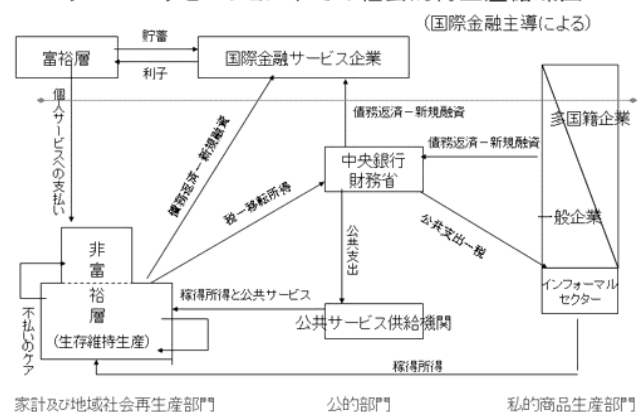 (国際金融主導による)
貯蓄
富裕層
国際金融サービス企業
利子
個人サービスへの支払い
債務返済－新規融資
債務返済－新規融資
多国籍企業
債務返済－新規融資
中央銀行
財務省
税－移転所得
公共支出
公共支出－税
一般企業
非富
裕層
(生存維持生産)
不払いのケア
稼得所得と公共サービス
公共サービス供給機関
インフォーマル
セクター
稼得所得
家計及び地域社会再生産部門
公的部門
私的商品生産部門